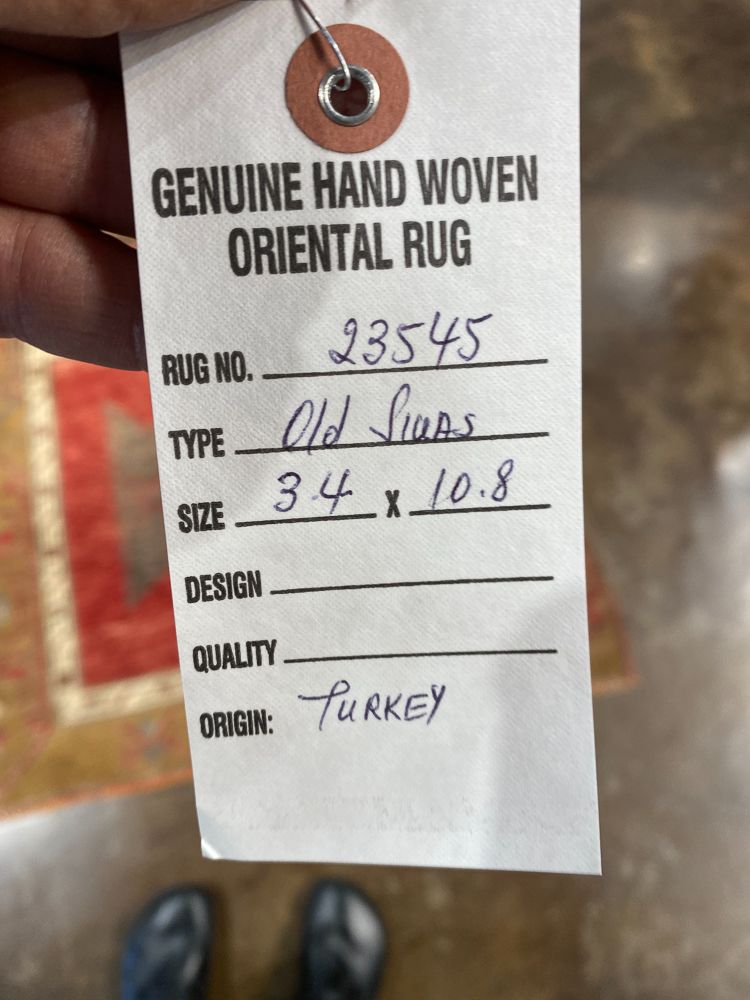 GENUINE HAND WOVEN
ORIENTAL RUG
RUG NO. 23545
TYPE Old Sivas
SIZE 3.4 x 10.8
DESIGN
QUALITY
ORIGIN: TURKEY